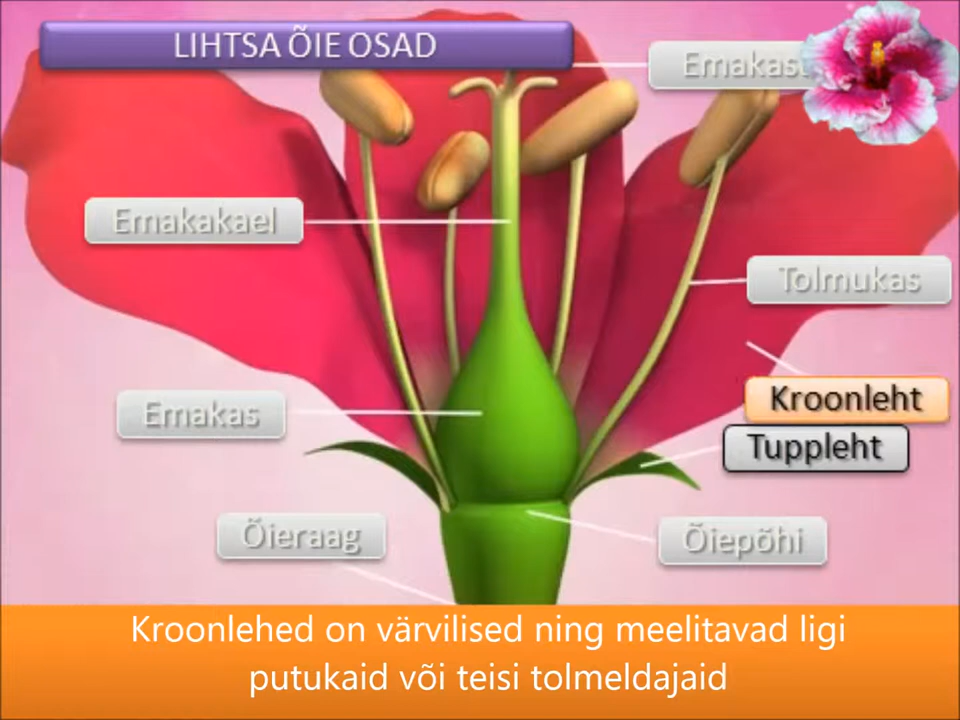 LIHTSA ÕIE OSAD
Emakakael
Tolmukas
Kroonleht
Emakas
Tuppleht
Õieraag
Õiepõhi
Kroonlehed on värvilised ning meelitavad ligi
putukaid või teisi tolmeldajaid